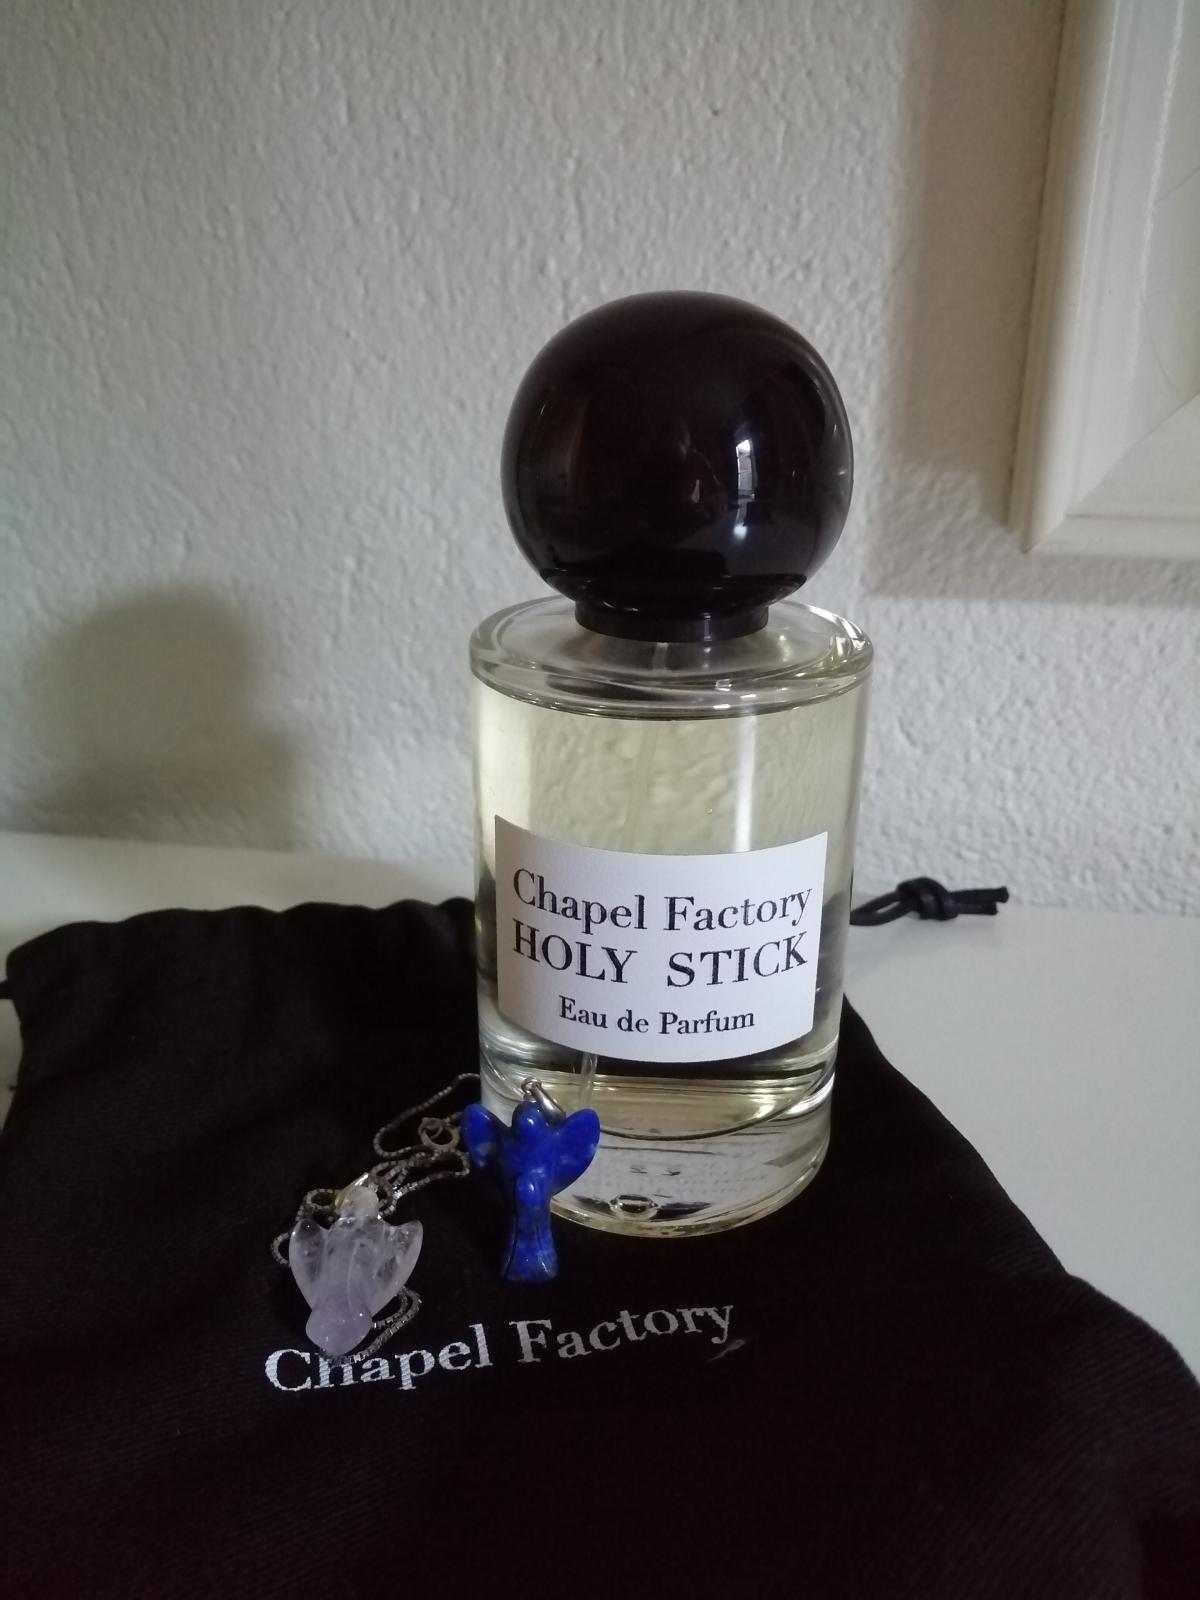 Chapel Factory
HOLY STICK
Eau de Parfum
Chapel Factory